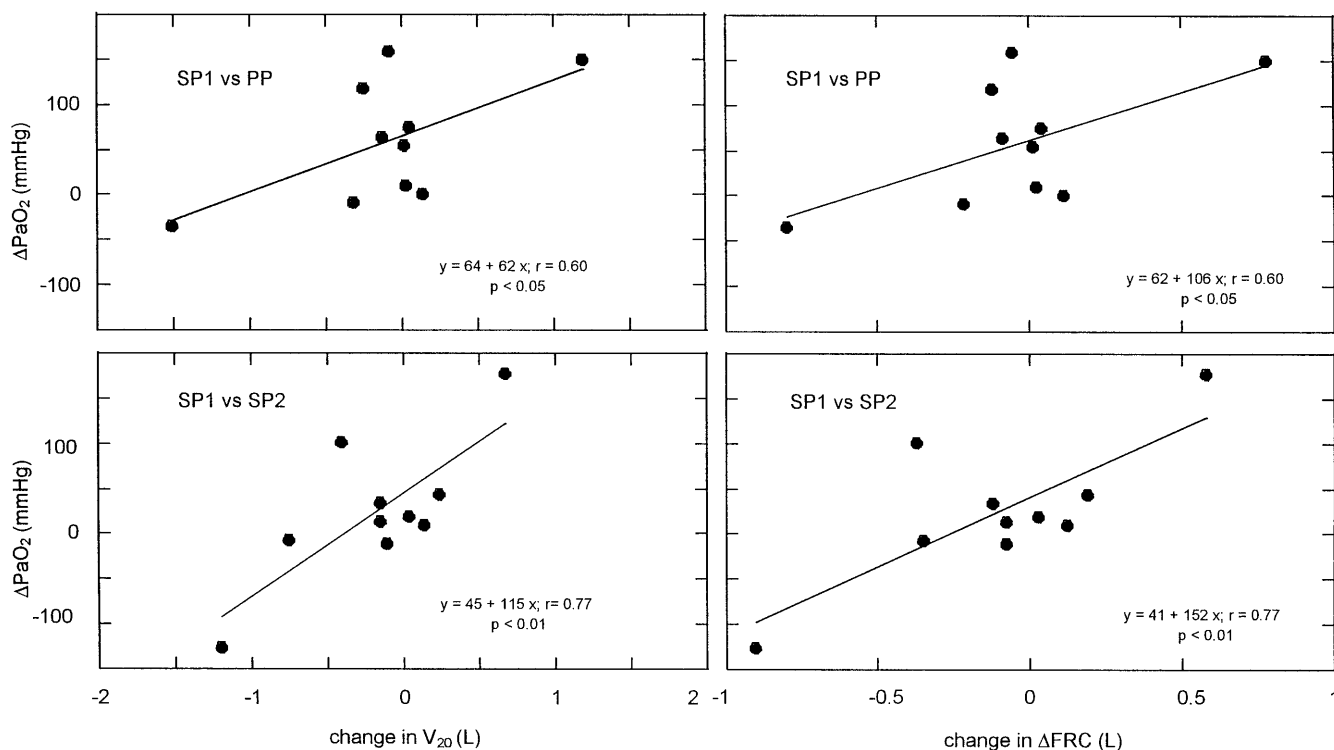 SP1 vs PP
100
0
-100
ΔPaO₂ (mmHg)
y = 64 + 62 x; r = 0.60
p < 0.05
SP1 vs PP
y = 62 + 106 x; r = 0.60
p < 0.05
SP1 vs SP2
100
0
-100
ΔPaO₂ (mmHg)
y = 45 + 115 x; r= 0.77
p < 0.01
-2 -1 0 1 2
change in V₂₀ (L)
SP1 vs SP2
y = 41 + 152 x; r = 0.77
p < 0.01
-1 -0.5 0 0.5 1
change in ΔFRC (L)